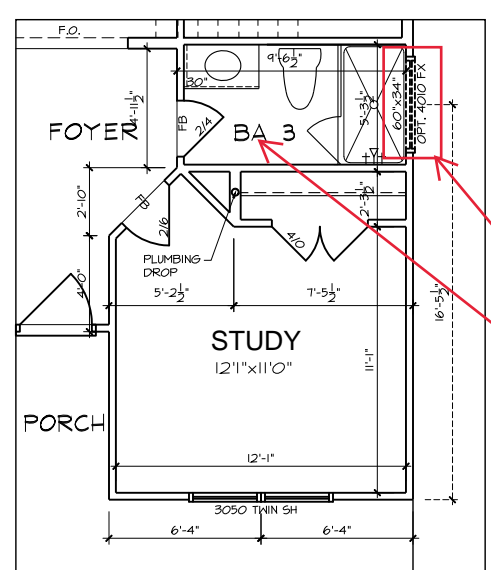 F.O.
9'-6½"
30"
60"x34"
OPT. 4010 FX
5'-3½"
4'-11½"
FOYER
FB
2/4
BA 3
2'-10"
FB
2/6
2'-3½"
4/0
PLUMBING
DROP
4'-10"
5'-2½"
7'-5½"
16'-5½"
STUDY
12'1"x11'0"
11'-1"
PORCH
12'-1"
3050 TWIN SH
6'-4"
6'-4"